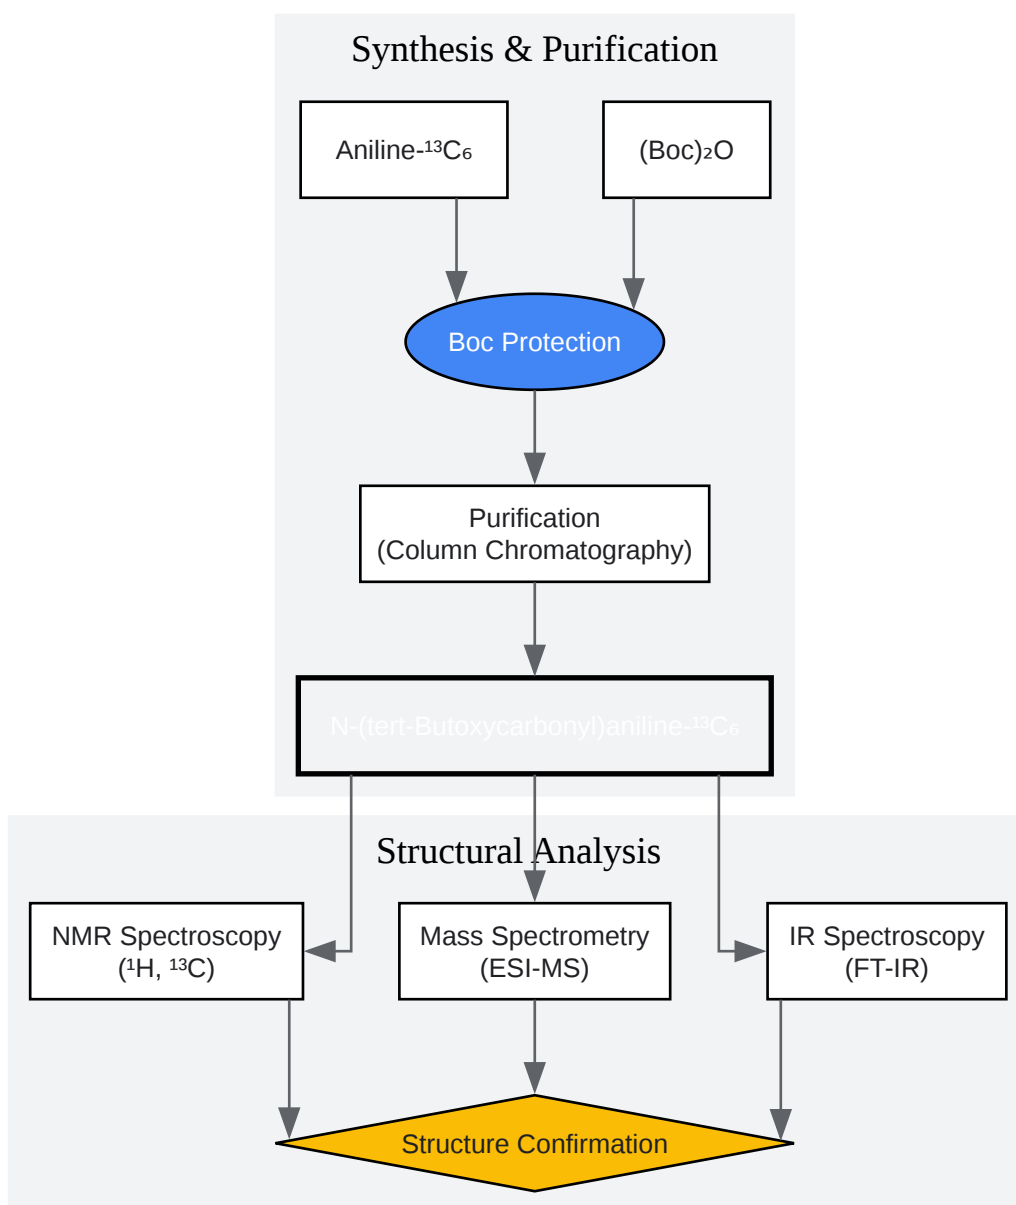 Synthesis & Purification
Aniline-¹³C₆
(Boc)₂O
Boc Protection
Purification
(Column Chromatography)
N-(tert-Butoxycarbonyl)aniline-¹³C₆
Structural Analysis
NMR Spectroscopy
(¹H, ¹³C)
Mass Spectrometry
(ESI-MS)
IR Spectroscopy
(FT-IR)
Structure Confirmation